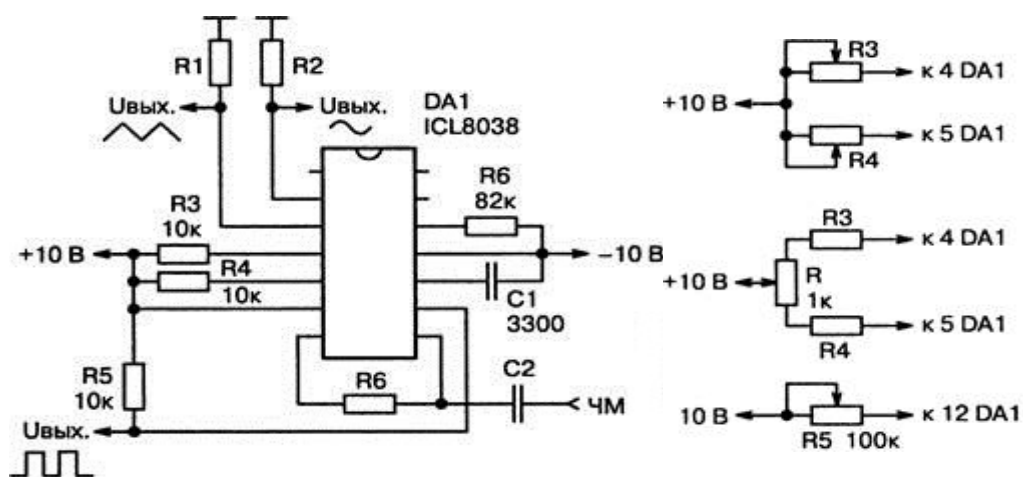 R1
R2
Uвых.
Uвых.
DA1
ICL8038
R3
10к
+10 В
R4
10к
R6
82к
−10 В
C1
3300
R5
10к
R6
C2
ЧМ
Uвых.
R3
к 4 DA1
+10 В
к 5 DA1
R4
R3
к 4 DA1
+10 В
R
1к
к 5 DA1
R4
10 В
к 12 DA1
R5 100к